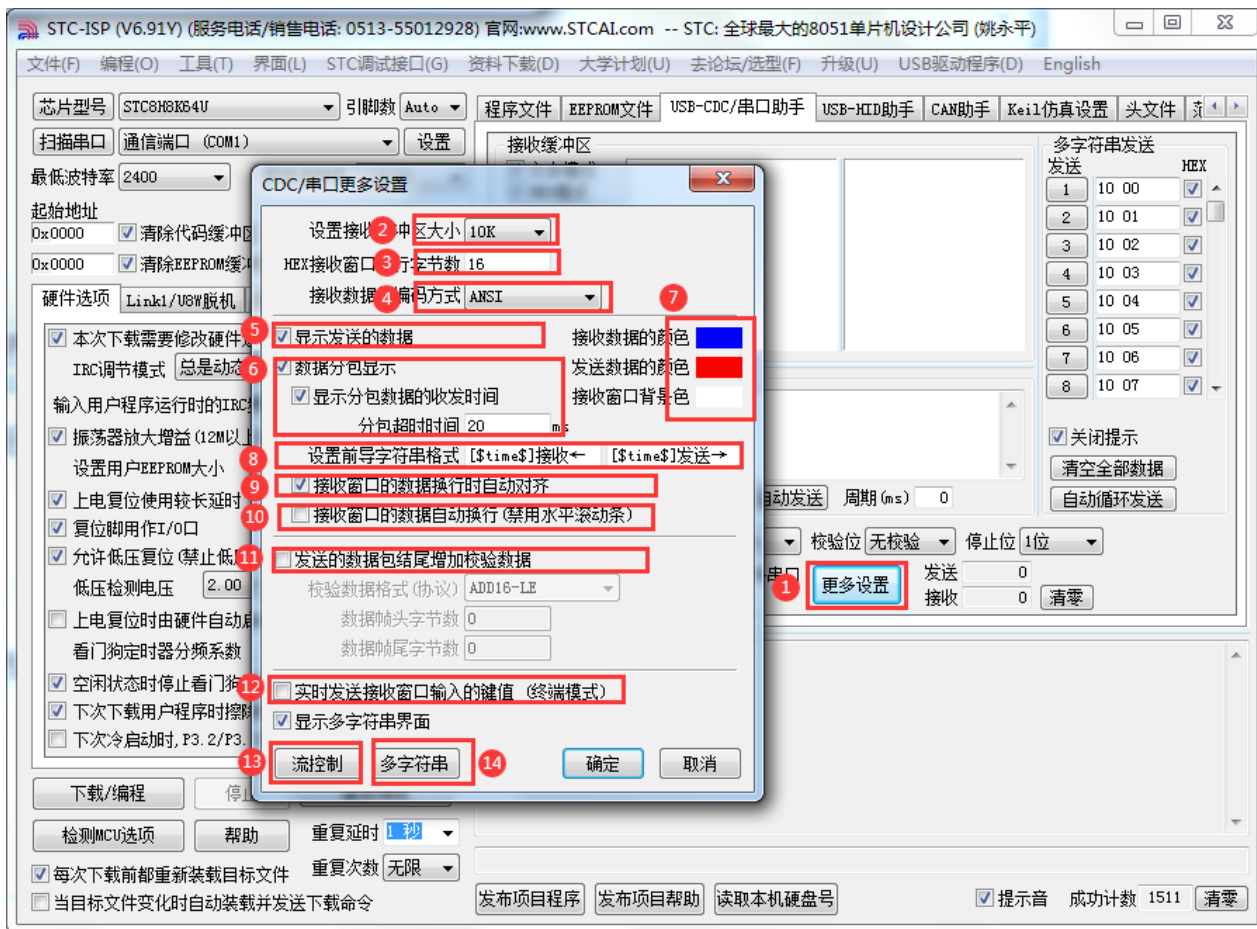 STC-ISP (V6.91Y) (服务电话/销售电话: 0513-55012928) 官网:www.STCAI.com -- STC: 全球最大的8051单片机设计公司 (姚永平)
文件(F) 编程(O) 工具(T) 界面(L) STC调试接口(G) 资料下载(D) 大学计划(U) 去论坛/选型(F) 升级(U) USB驱动程序(D) English
芯片型号 STC8H8K64U 引脚数 Auto
扫描串口 通信端口 (COM1) 设置
最低波特率 2400
起始地址
0x0000 清除代码缓冲区
0x0000 清除EEPROM缓冲
硬件选项 Link1/U8W脱机
本次下载需要修改硬件
IRC调节模式 总是动态
输入用户程序运行时的IRC
振荡器放大增益(12M以上
设置用户EEPROM大小
上电复位使用较长延时
复位脚用作I/O口
允许低压复位(禁止低
低压检测电压 2.00
上电复位时由硬件自动
看门狗定时器分频系数
空闲状态时停止看门狗
下次下载用户程序时擦除
下次冷启动时,P3.2/P3.
下载/编程 停
检测MCU选项 帮助 重复延时 1 秒
每次下载前都重新装载目标文件 重复次数 无限
当目标文件变化时自动装载并发送下载命令
程序文件 EEPROM文件 USB-CDC/串口助手 USB-HID助手 CAN助手 Keil仿真设置 头文件
接收缓冲区
多字符串发送
发送 HEX
1 10 00
2 10 01
3 10 02
4 10 03
5 10 04
6 10 05
7 10 06
8 10 07
关闭提示
清空全部数据
自动循环发送
自动发送 周期(ms) 0
校验位 无校验 停止位 1位
串口 1 更多设置 发送 0
接收 0 清零
发布项目程序 发布项目帮助 读取本机硬盘号 提示音 成功计数 1511 清零
CDC/串口更多设置
设置接收 2 冲区大小 10K
HEX接收窗口 3 行字节数 16
接收数据 4 编码方式 ANSI
5 显示发送的数据
6 数据分包显示
显示分包数据的收发时间
分包超时时间 20 ms
7
接收数据的颜色
发送数据的颜色
接收窗口背景色
8 设置前导字符串格式 [$time$]接收← [$time$]发送→
9 接收窗口的数据换行时自动对齐
10 接收窗口的数据自动换行(禁用水平滚动条)
11 发送的数据包结尾增加校验数据
校验数据格式(协议) ADD16-LE
数据帧头字节数 0
数据帧尾字节数 0
12 实时发送接收窗口输入的键值 (终端模式)
显示多字符串界面
13 流控制 多字符串 14 确定 取消